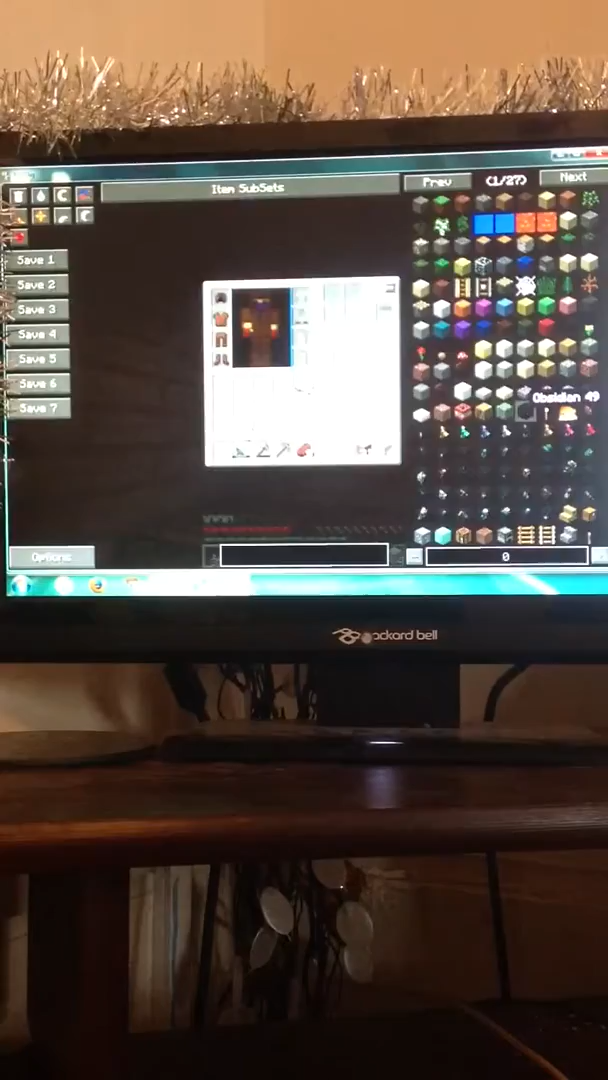 Item SubSets
Prev
(1/27)
Next
Save 1
Save 2
Save 3
Save 4
Save 5
Save 6
Save 7
Obsidian 49
Options
0
packard bell